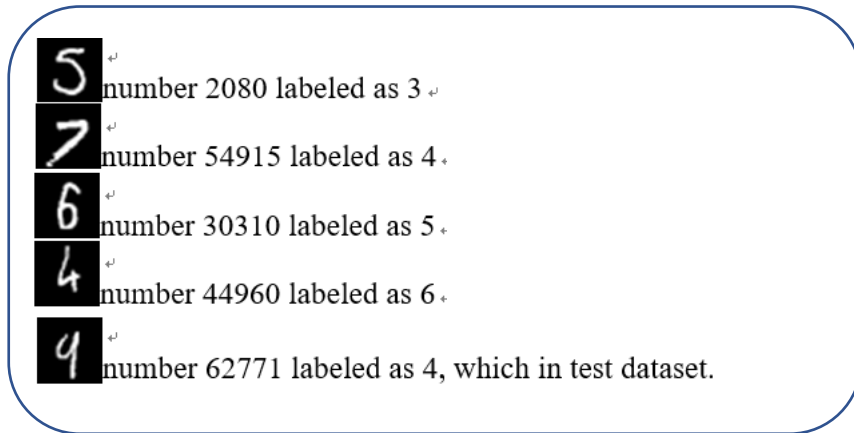 5 number 2080 labeled as 3
7 number 54915 labeled as 4
6 number 30310 labeled as 5
4 number 44960 labeled as 6
9 number 62771 labeled as 4, which in test dataset.